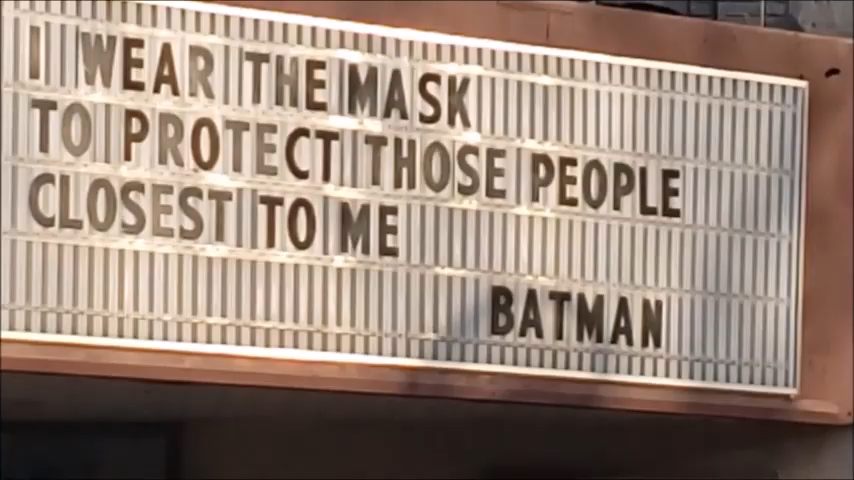 I WEAR THE MASK
TO PROTECT THOSE PEOPLE
CLOSEST TO ME
BATMAN